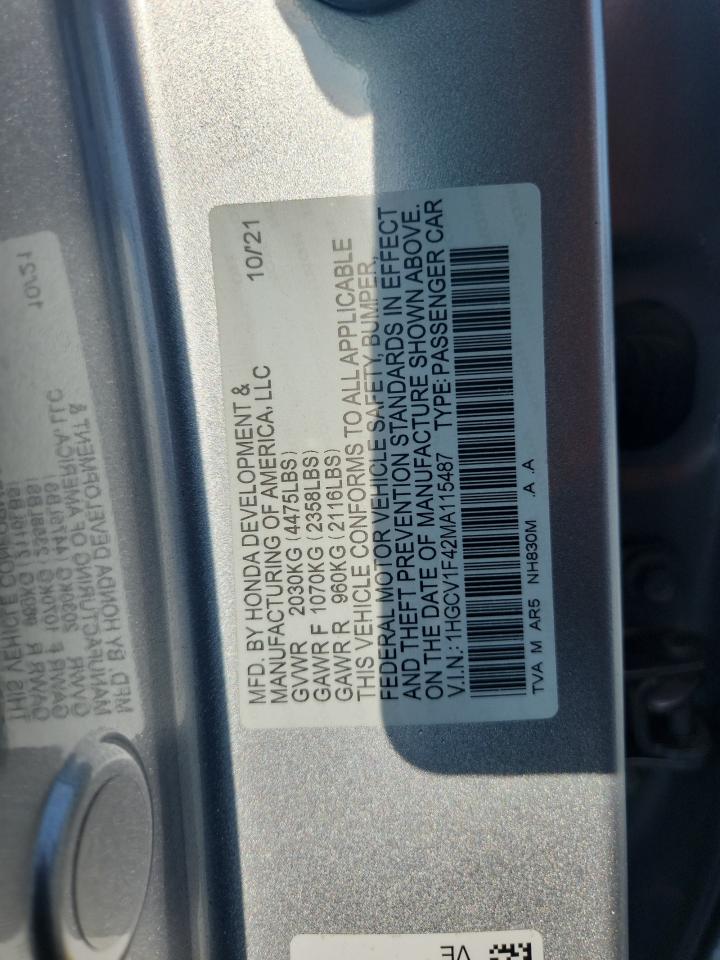 MFD. BY HONDA DEVELOPMENT & 10/'21
MANUFACTURING OF AMERICA, LLC
GVWR 2030KG (4475LBS)
GAWR F 1070KG (2358LBS)
GAWR R 960KG (2116LBS)
THIS VEHICLE CONFORMS TO ALL APPLICABLE
FEDERAL MOTOR VEHICLE SAFETY, BUMPER,
AND THEFT PREVENTION STANDARDS IN EFFECT
ON THE DATE OF MANUFACTURE SHOWN ABOVE.
V.I.N.: 1HGCV1F42MA115487 TYPE: PASSENGER CAR
TVA M AR5 NH830M .A .A
VE